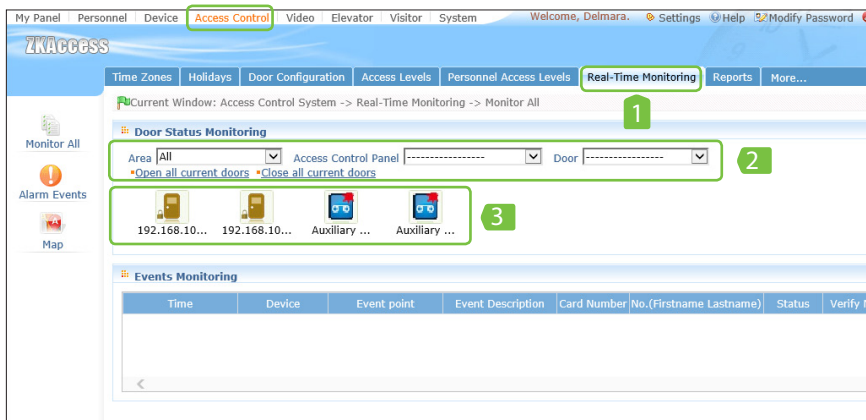 My Panel Personnel Device Access Control Video Elevator Visitor System Welcome, Delmara. Settings Help Modify Password
ZKAccess
Time Zones Holidays Door Configuration Access Levels Personnel Access Levels Real-Time Monitoring Reports More...
Current Window: Access Control System -> Real-Time Monitoring -> Monitor All
1
Monitor All
Alarm Events
Map
Door Status Monitoring
Area All Access Control Panel ----------------- Door -----------------
Open all current doors Close all current doors
2
192.168.10... 192.168.10... Auxiliary ... Auxiliary ...
3
Events Monitoring
Time Device Event point Event Description Card Number No.(Firstname Lastname) Status Verify